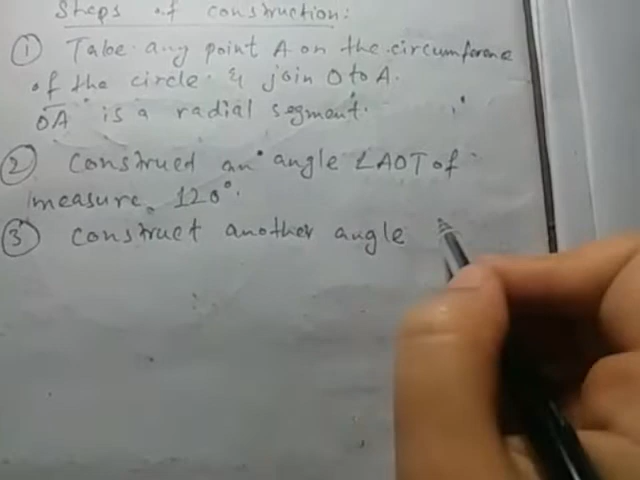 Steps of construction:
① Take any point A on the circumference
of the circle & join O to A.
OA is a radial segment.
② Construct an angle ∠AOT of
measure 120°.
③ Construct another angle